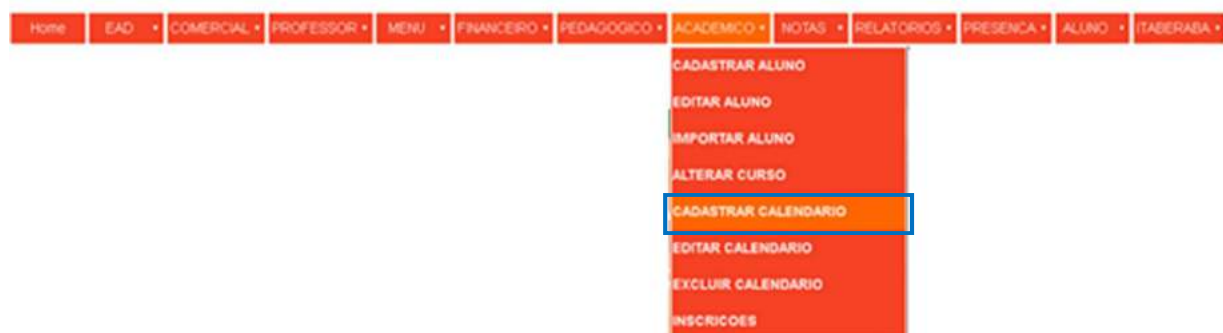 Home EAD COMERCIAL PROFESSOR MENU FINANCEIRO PEDAGOGICO ACADEMICO NOTAS RELATORIOS PRESENCA ALUNO ITABERABA
CADASTRAR ALUNO
EDITAR ALUNO
IMPORTAR ALUNO
ALTERAR CURSO
CADASTRAR CALENDARIO
EDITAR CALENDARIO
EXCLUIR CALENDARIO
INSCRICOES